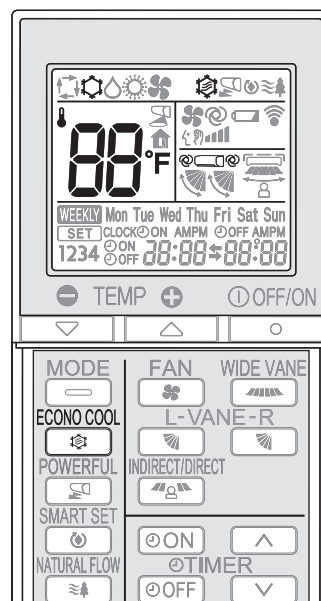 88°F
WEEKLY Mon Tue Wed Thu Fri Sat Sun
SET CLOCK ON AMPM OFF AMPM
1234 ON OFF 88:88 88:88
TEMP OFF/ON
MODE FAN WIDE VANE
ECONO COOL L-VANE-R
POWERFUL INDIRECT/DIRECT
SMART SET
ON
NATURAL FLOW TIMER
OFF